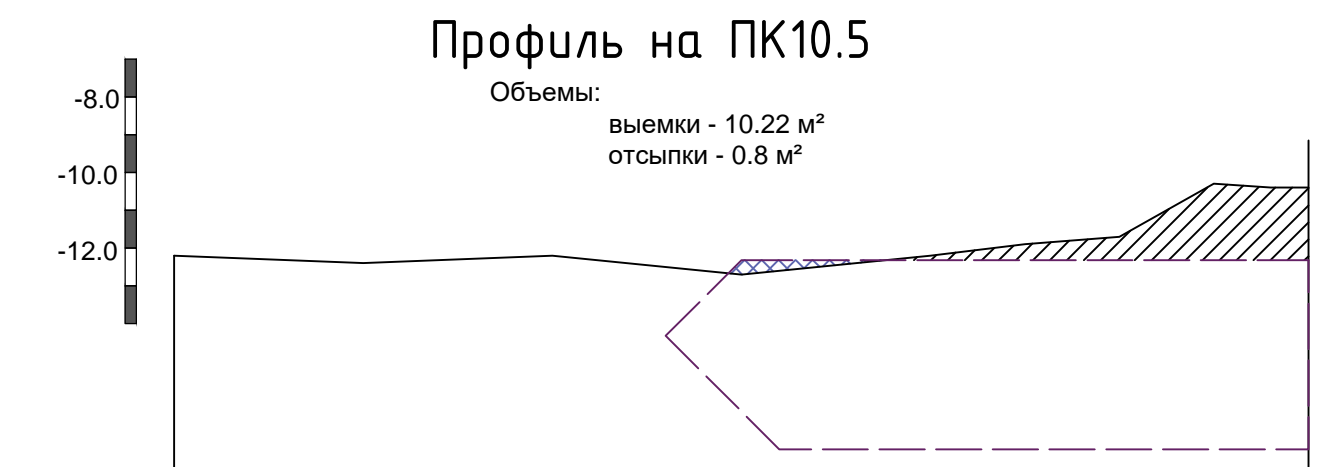 Профиль на ПК10.5
Объемы:
выемки - 10.22 м²
отсыпки - 0.8 м²
-8.0
-10.0
-12.0